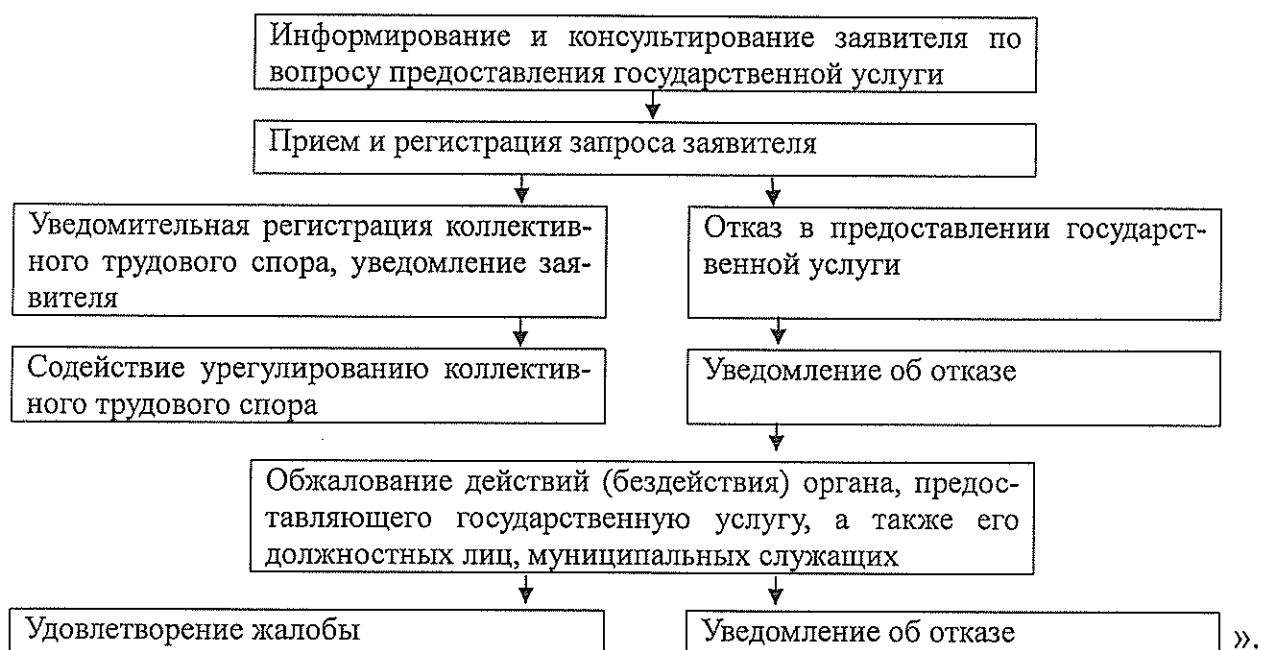 Информирование и консультирование заявителя по
вопросу предоставления государственной услуги
Прием и регистрация запроса заявителя
Уведомительная регистрация коллектив-
ного трудового спора, уведомление зая-
вителя
Отказ в предоставлении государст-
венной услуги
Содействие урегулированию коллектив-
ного трудового спора
Уведомление об отказе
Обжалование действий (бездействия) органа, предос-
тавляющего государственную услугу, а также его
должностных лиц, муниципальных служащих
Удовлетворение жалобы
Уведомление об отказе
».